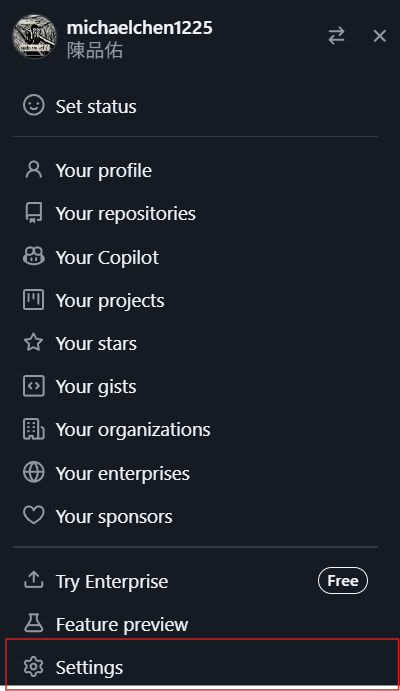 michaelchen1225
陳品佑
Set status
Your profile
Your repositories
Your Copilot
Your projects
Your stars
Your gists
Your organizations
Your enterprises
Your sponsors
Try Enterprise Free
Feature preview
Settings